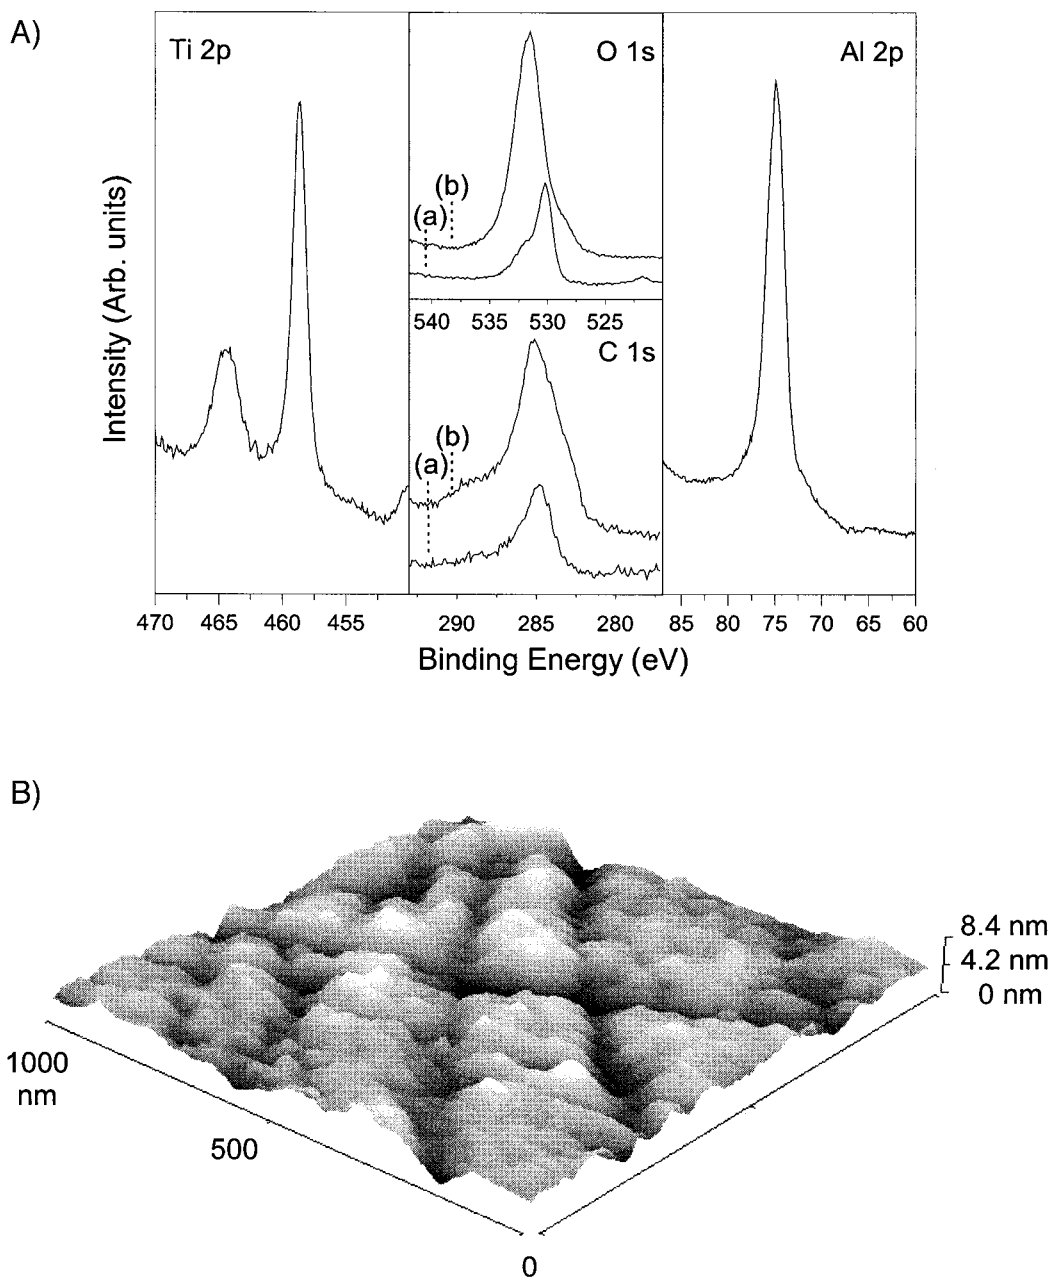 A)
Ti 2p
O 1s
Al 2p
(b)
(a)
540 535 530 525
C 1s
(b)
(a)
Intensity (Arb. units)
470 465 460 455 290 285 280 85 80 75 70 65 60
Binding Energy (eV)
B)
8.4 nm
4.2 nm
0 nm
1000
nm
500
0